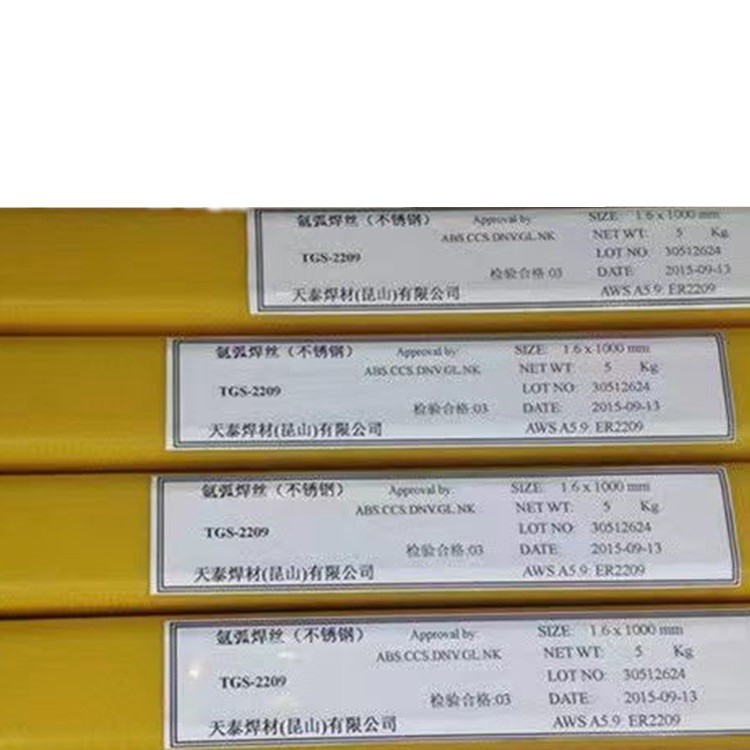 氩弧焊丝（不锈钢） Approval by: SIZE: 1.6 x 1000 mm
ABS.CCS.DNV.GL.NK NET WT: 5 Kg
TGS-2209 LOT NO: 30512624
检验合格:03 DATE: 2015-09-13
天泰焊材(昆山)有限公司 AWS A5.9: ER2209
氩弧焊丝（不锈钢） Approval by: SIZE: 1.6 x 1000 mm
ABS.CCS.DNV.GL.NK NET WT: 5 Kg
TGS-2209 LOT NO: 30512624
检验合格:03 DATE: 2015-09-13
天泰焊材(昆山)有限公司 AWS A5.9: ER2209
氩弧焊丝（不锈钢） Approval by: SIZE: 1.6 x 1000 mm
ABS.CCS.DNV.GL.NK NET WT: 5 Kg
TGS-2209 LOT NO: 30512624
检验合格:03 DATE: 2015-09-13
天泰焊材(昆山)有限公司 AWS A5.9: ER2209
氩弧焊丝（不锈钢） Approval by: SIZE: 1.6 x 1000 mm
ABS.CCS.DNV.GL.NK NET WT: 5 Kg
TGS-2209 LOT NO: 30512624
检验合格:03 DATE: 2015-09-13
天泰焊材(昆山)有限公司 AWS A5.9: ER2209